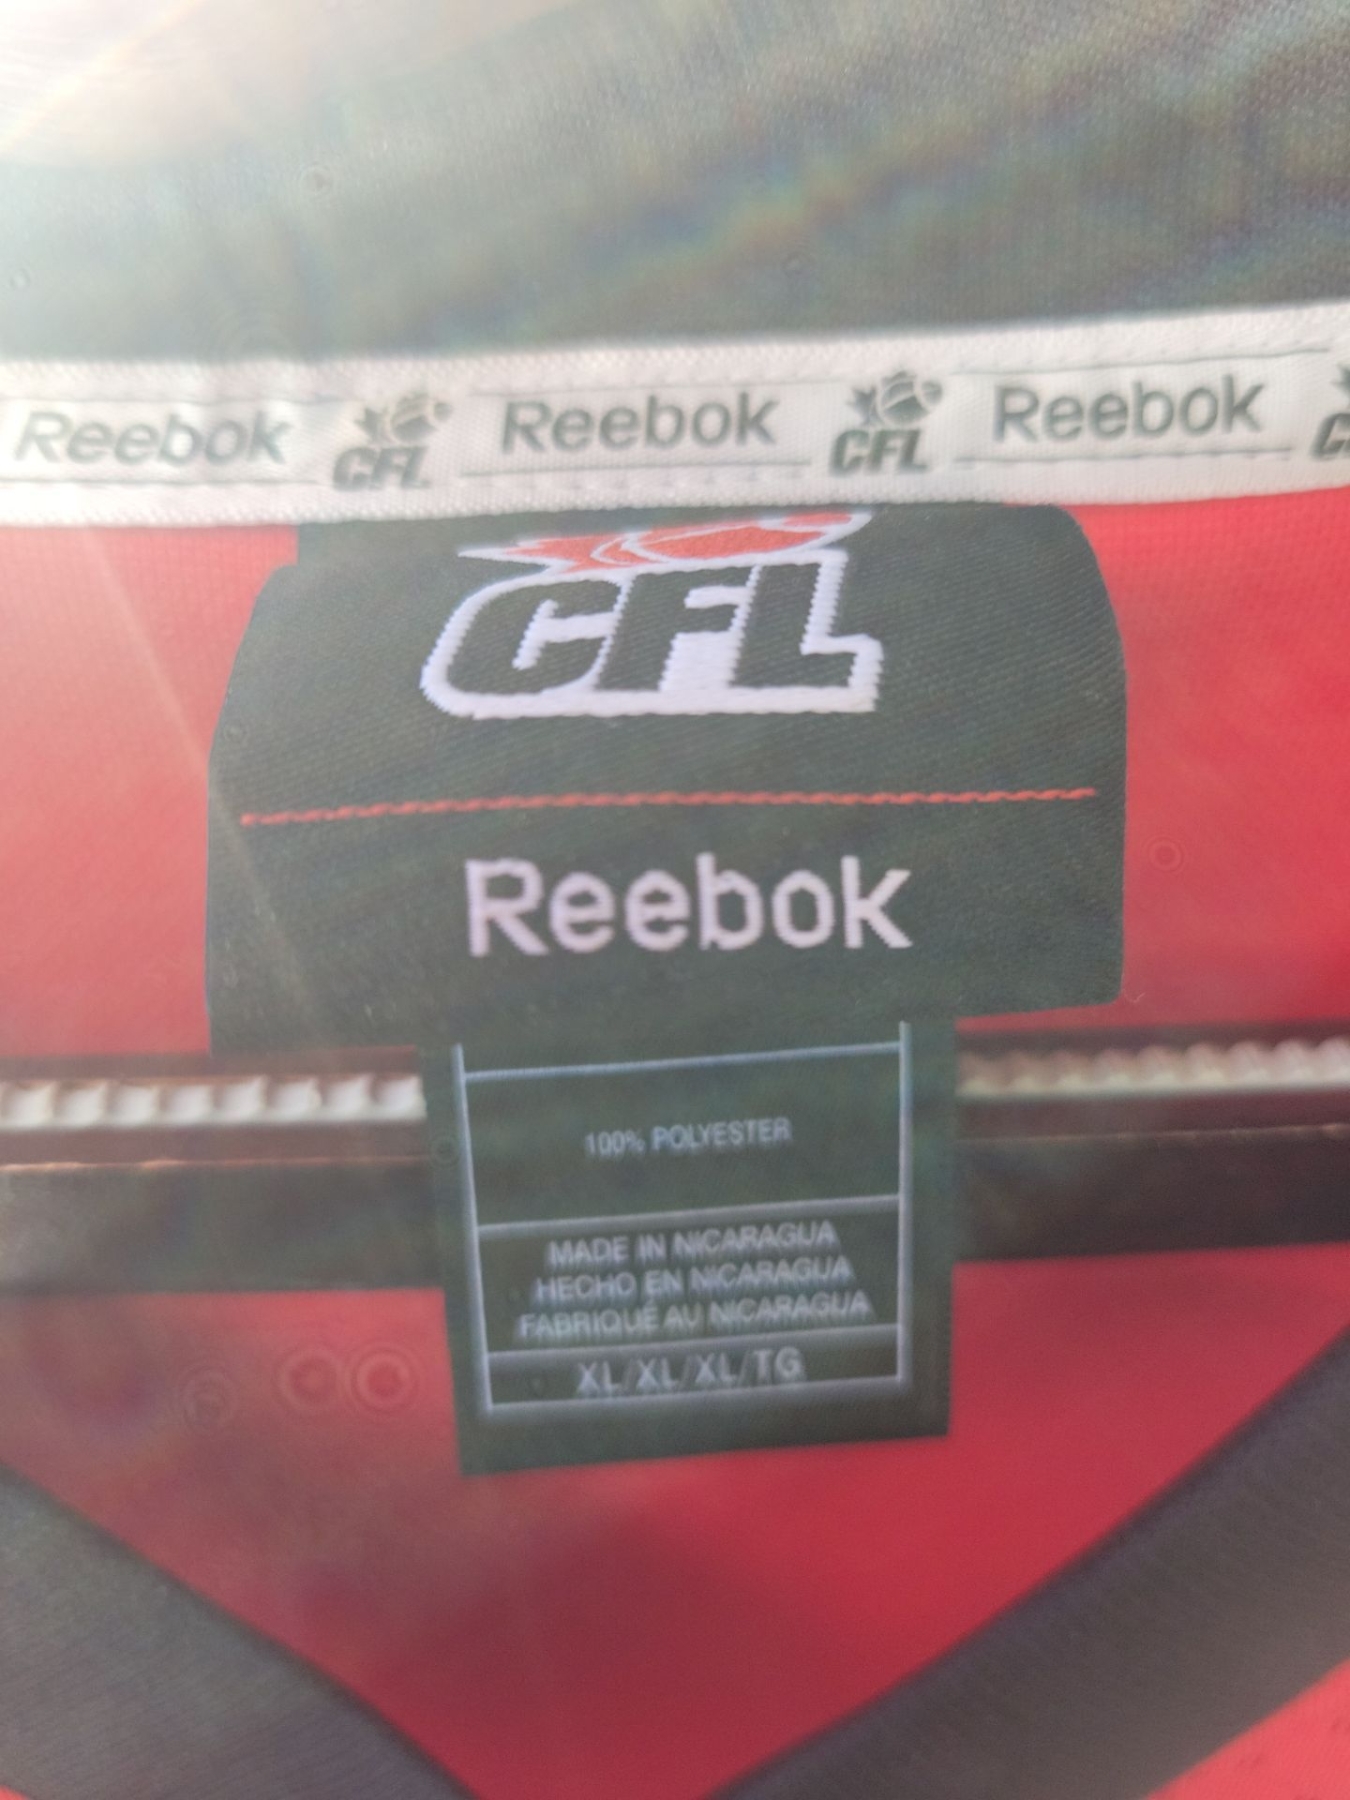 Reebok CFL Reebok CFL Reebok
CFL
Reebok
100% POLYESTER
MADE IN NICARAGUA
HECHO EN NICARAGUA
FABRIQUÉ AU NICARAGUA
XL/XL/XL/TG